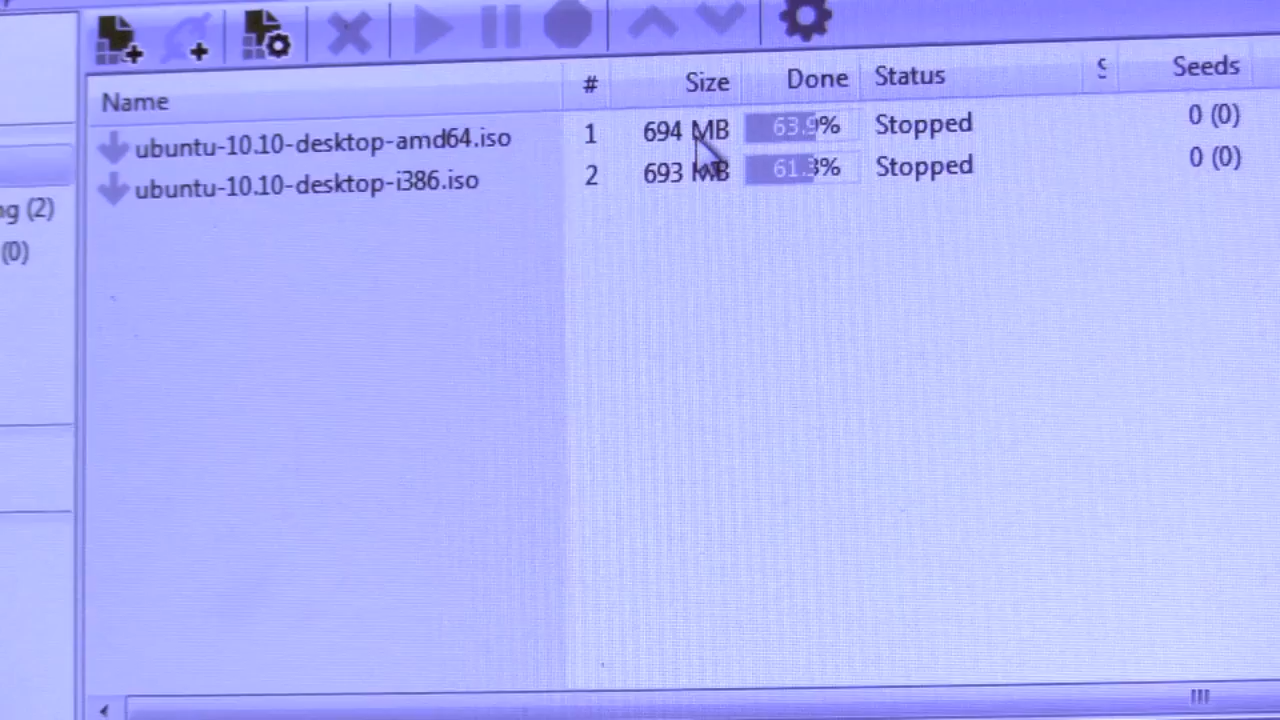 Name # Size Done Status Seeds
ubuntu-10.10-desktop-amd64.iso 1 694 MB 63.9% Stopped 0 (0)
ubuntu-10.10-desktop-i386.iso 2 693 MB 61.3% Stopped 0 (0)
(2)
(0)